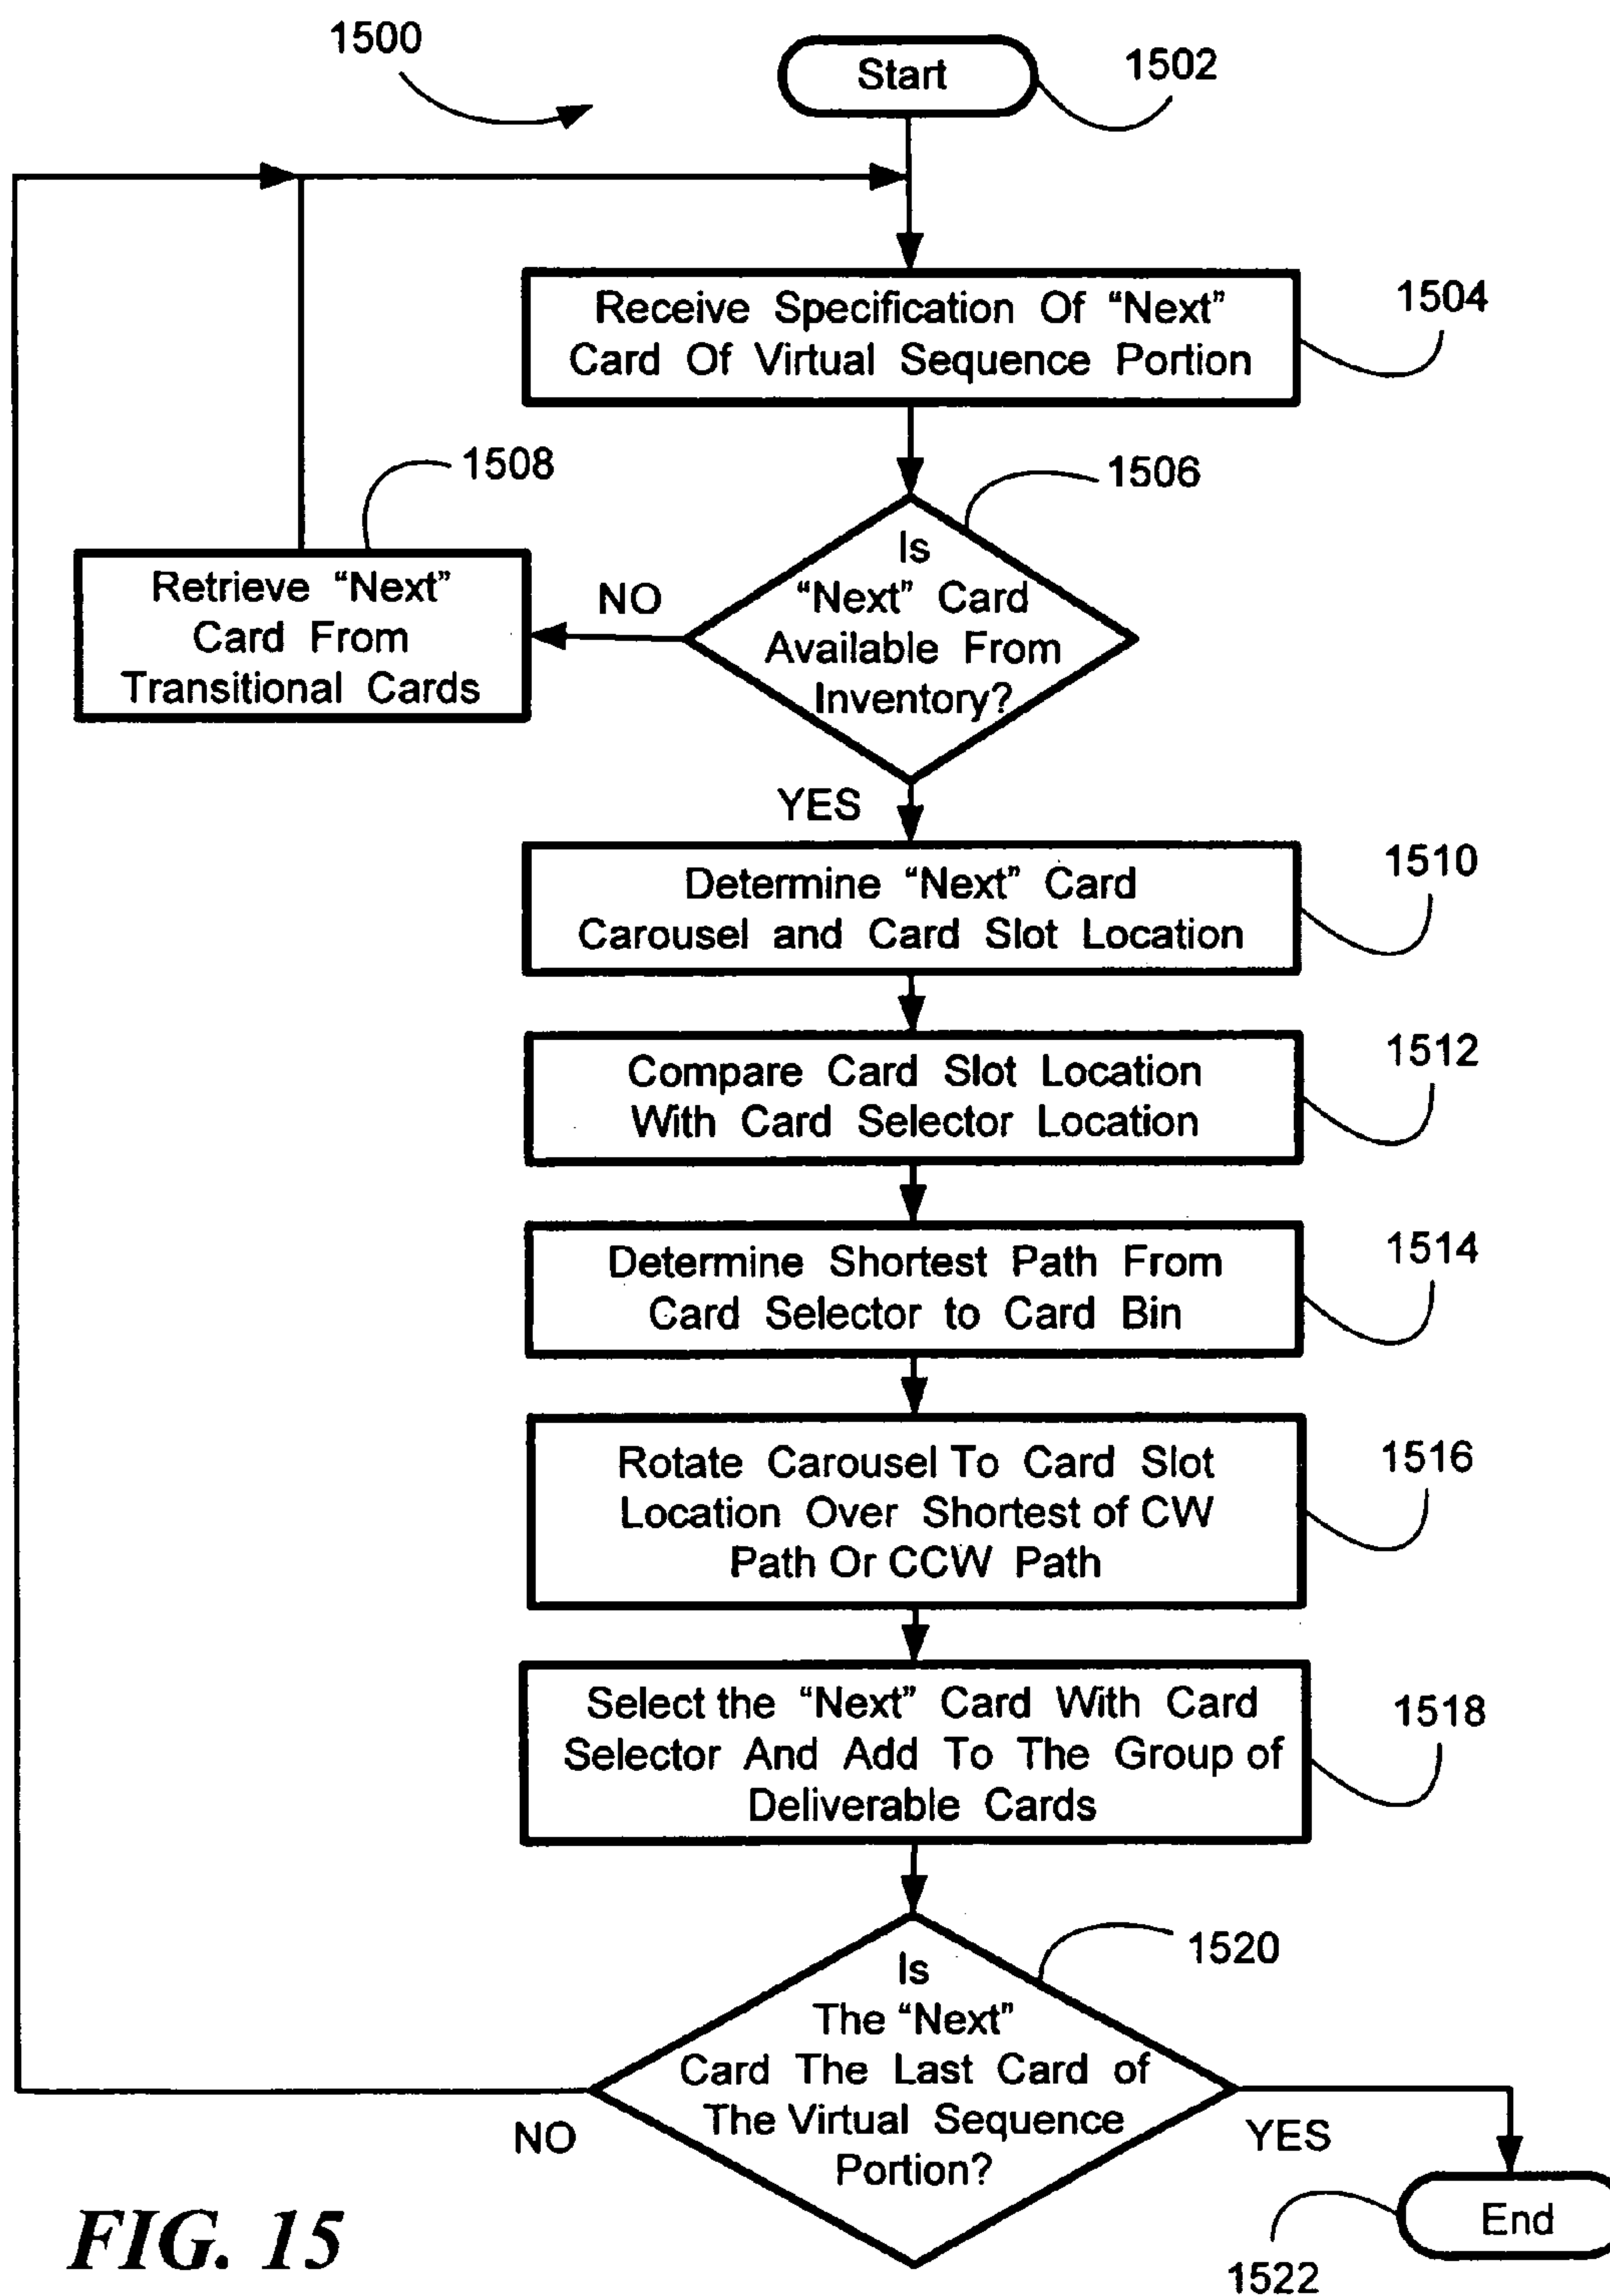 1500
Start
1502
Receive Specification Of “Next”
Card Of Virtual Sequence Portion
1504
1508
1506
Retrieve “Next”
Card From
Transitional Cards
NO
Is
“Next” Card
Available From
Inventory?
YES
Determine “Next” Card
Carousel and Card Slot Location
1510
Compare Card Slot Location
With Card Selector Location
1512
Determine Shortest Path From
Card Selector to Card Bin
1514
Rotate Carousel To Card Slot
Location Over Shortest of CW
Path Or CCW Path
1516
Select the “Next” Card With Card
Selector And Add To The Group of
Deliverable Cards
1518
Is
The “Next”
Card The Last Card of
The Virtual Sequence
Portion?
1520
NO
YES
End
1522
FIG. 15